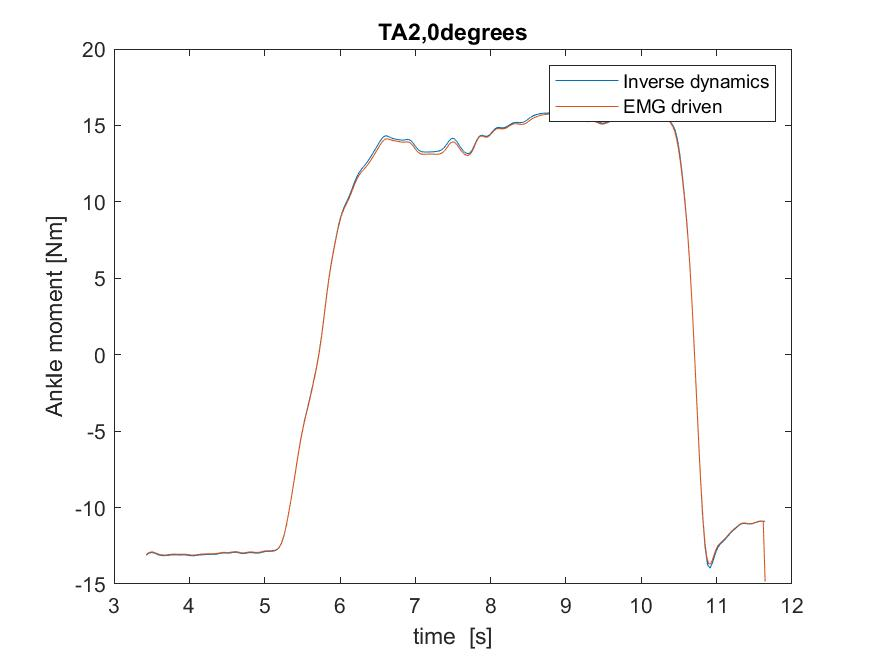 TA2,0degrees
20
15
10
5
0
-5
-10
-15
Ankle moment [Nm]
Inverse dynamics
EMG driven
3 4 5 6 7 8 9 10 11 12
time [s]